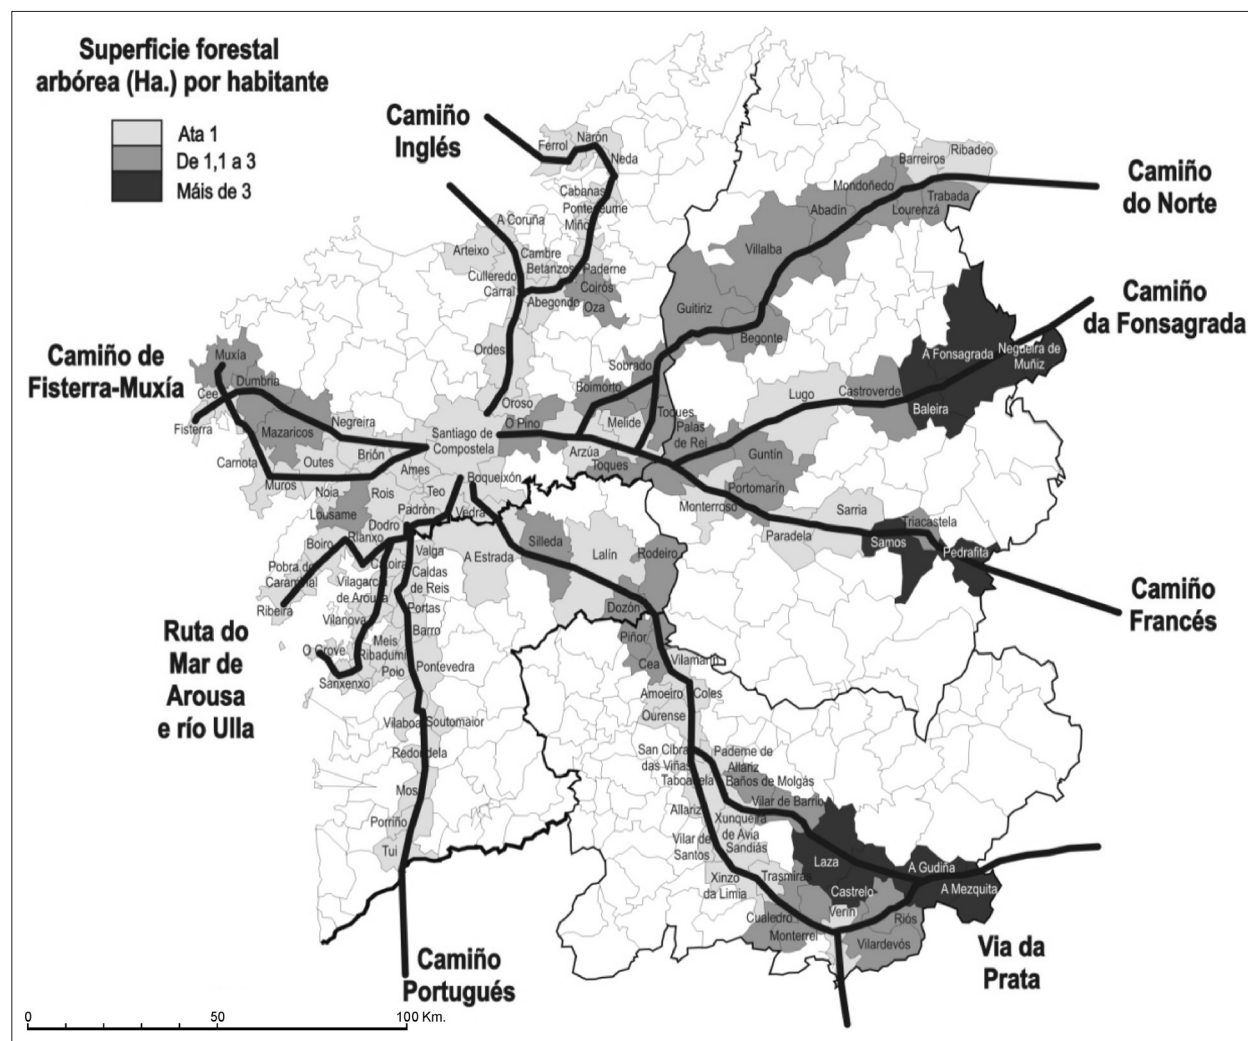 Superficie forestal
arbórea (Ha.) por habitante
Ata 1
De 1,1 a 3
Máis de 3
Camiño
Inglés
Ferrol
Narón
Neda
Cabanas
Pontedeume
Miño
A Coruña
Arteixo
Cambre
Betanzos
Paderne
Culleredo
Coirós
Carral
Abegondo
Oza
Ordes
Oroso
Barreiros
Ribadeo
Mondoñedo
Trabada
Abadín
Lourenzá
Villalba
Guitiriz
Begonte
Camiño
do Norte
Camiño
da Fonsagrada
A Fonsagrada
Negueira de
Muñiz
Baleira
Castroverde
Lugo
Sobrado
Boimorto
Toques
Melide
O Pino
Arzúa
Toques
Palas
de Rei
Guntín
Portomarín
Monterroso
Sarria
Paradela
Triacastela
Samos
Pedrafita
Camiño
Francés
Camiño de
Fisterra-Muxía
Muxía
Dumbria
Cee
Fisterra
Negreira
Mazaricos
Carnota
Outes
Brión
Muros
Noia
Ames
Rois
Santiago de
Compostela
Boqueixón
Teo
Vedra
Padrón
Lousame
Dodro
Rianxo
Boiro
Pobra do
Caramiñal
Ribeira
Catoira
Valga
Caldas
de Reis
Vilagarcía
de Arousa
Portas
Vilanova
Barro
Meis
Ribadumia
O Grove
Poio
Sanxenxo
Pontevedra
Vilaboa
Soutomaior
Redondela
Mos
Porriño
Tui
Ruta do
Mar de
Arousa
e río Ulla
A Estrada
Silleda
Lalín
Rodeiro
Dozón
Piñor
Cea
Vilamarín
Amoeiro
Coles
Ourense
San Cibrao
das Viñas
Taboadela
Paderne de
Allariz
Baños de Molgás
Vilar de Barrio
Allariz
Xunqueira
de Avia
Sandiás
Vilar de
Santos
Xinzo
da Limia
Trasmiras
Laza
A Gudiña
A Mezquita
Castrelo
Verín
Riós
Cualedro
Monterrei
Vilardevós
Via da
Prata
Camiño
Portugués
0 50 100 Km.